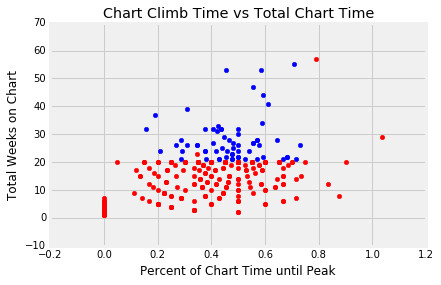 Chart Climb Time vs Total Chart Time
Total Weeks on Chart
70
60
50
40
30
20
10
0
−10
−0.2 0.0 0.2 0.4 0.6 0.8 1.0 1.2
Percent of Chart Time until Peak